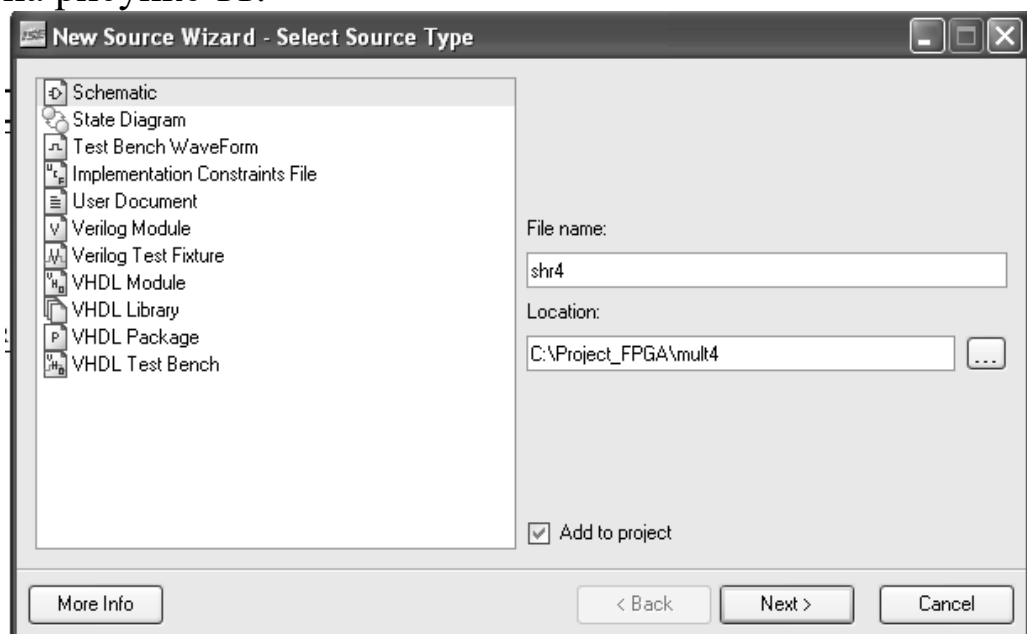 New Source Wizard - Select Source Type
Schematic
State Diagram
Test Bench WaveForm
Implementation Constraints File
User Document
Verilog Module
Verilog Test Fixture
VHDL Module
VHDL Library
VHDL Package
VHDL Test Bench
File name:
shr4
Location:
C:\Project_FPGA\mult4
...
Add to project
More Info
< Back
Next >
Cancel